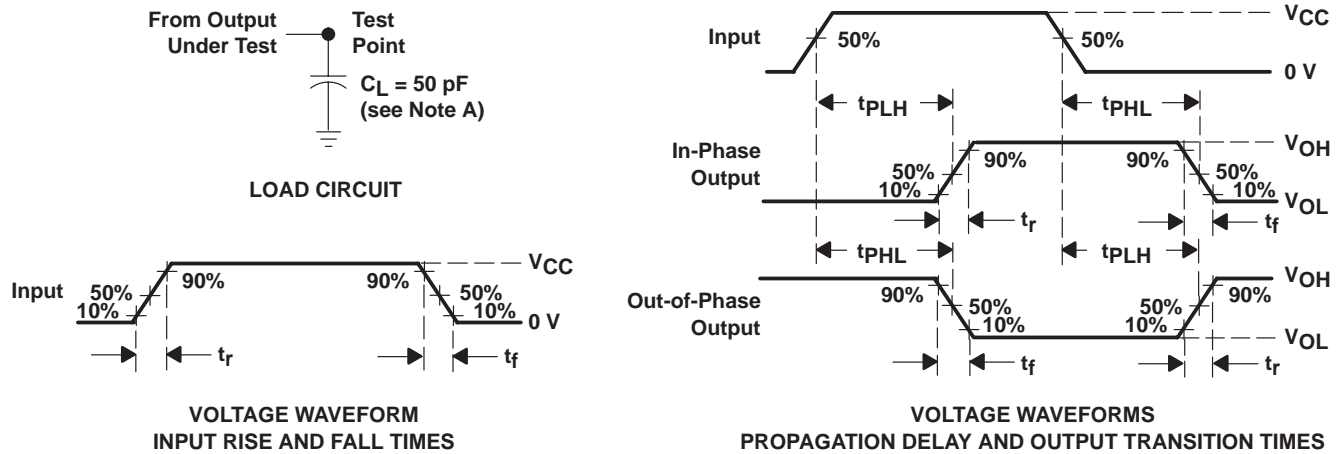 From Output
Under Test
Test
Point
CL = 50 pF
(see Note A)
LOAD CIRCUIT
Input
50%
10%
90%
90%
50%
10%
VCC
0 V
tr
tf
VOLTAGE WAVEFORM
INPUT RISE AND FALL TIMES
Input
50%
50%
VCC
0 V
tPLH
tPHL
In-Phase
Output
50%
10%
90%
90%
50%
10%
VOH
VOL
tr
tf
tPHL
tPLH
Out-of-Phase
Output
90%
50%
10%
50%
10%
90%
VOH
VOL
tf
tr
VOLTAGE WAVEFORMS
PROPAGATION DELAY AND OUTPUT TRANSITION TIMES